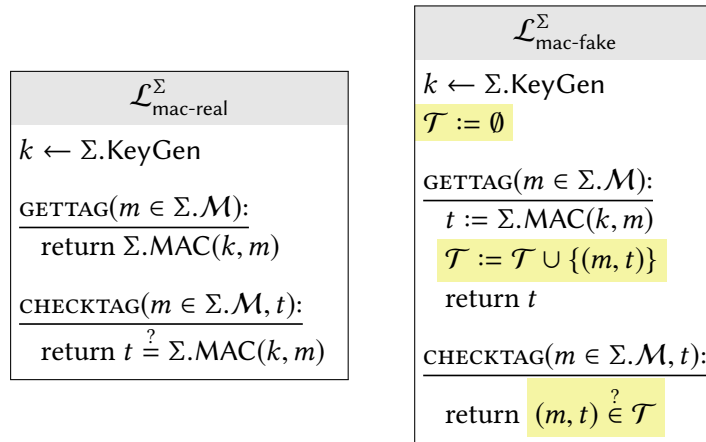 𝓛^Σ_mac-real
k ← Σ.KeyGen
GETTAG(m ∈ Σ.𝓜):
return Σ.MAC(k, m)
CHECKTAG(m ∈ Σ.𝓜, t):
return t ≟ Σ.MAC(k, m)
𝓛^Σ_mac-fake
k ← Σ.KeyGen
𝓣 := ∅
GETTAG(m ∈ Σ.𝓜):
t := Σ.MAC(k, m)
𝓣 := 𝓣 ∪ {(m, t)}
return t
CHECKTAG(m ∈ Σ.𝓜, t):
return (m, t) ∈^? 𝓣